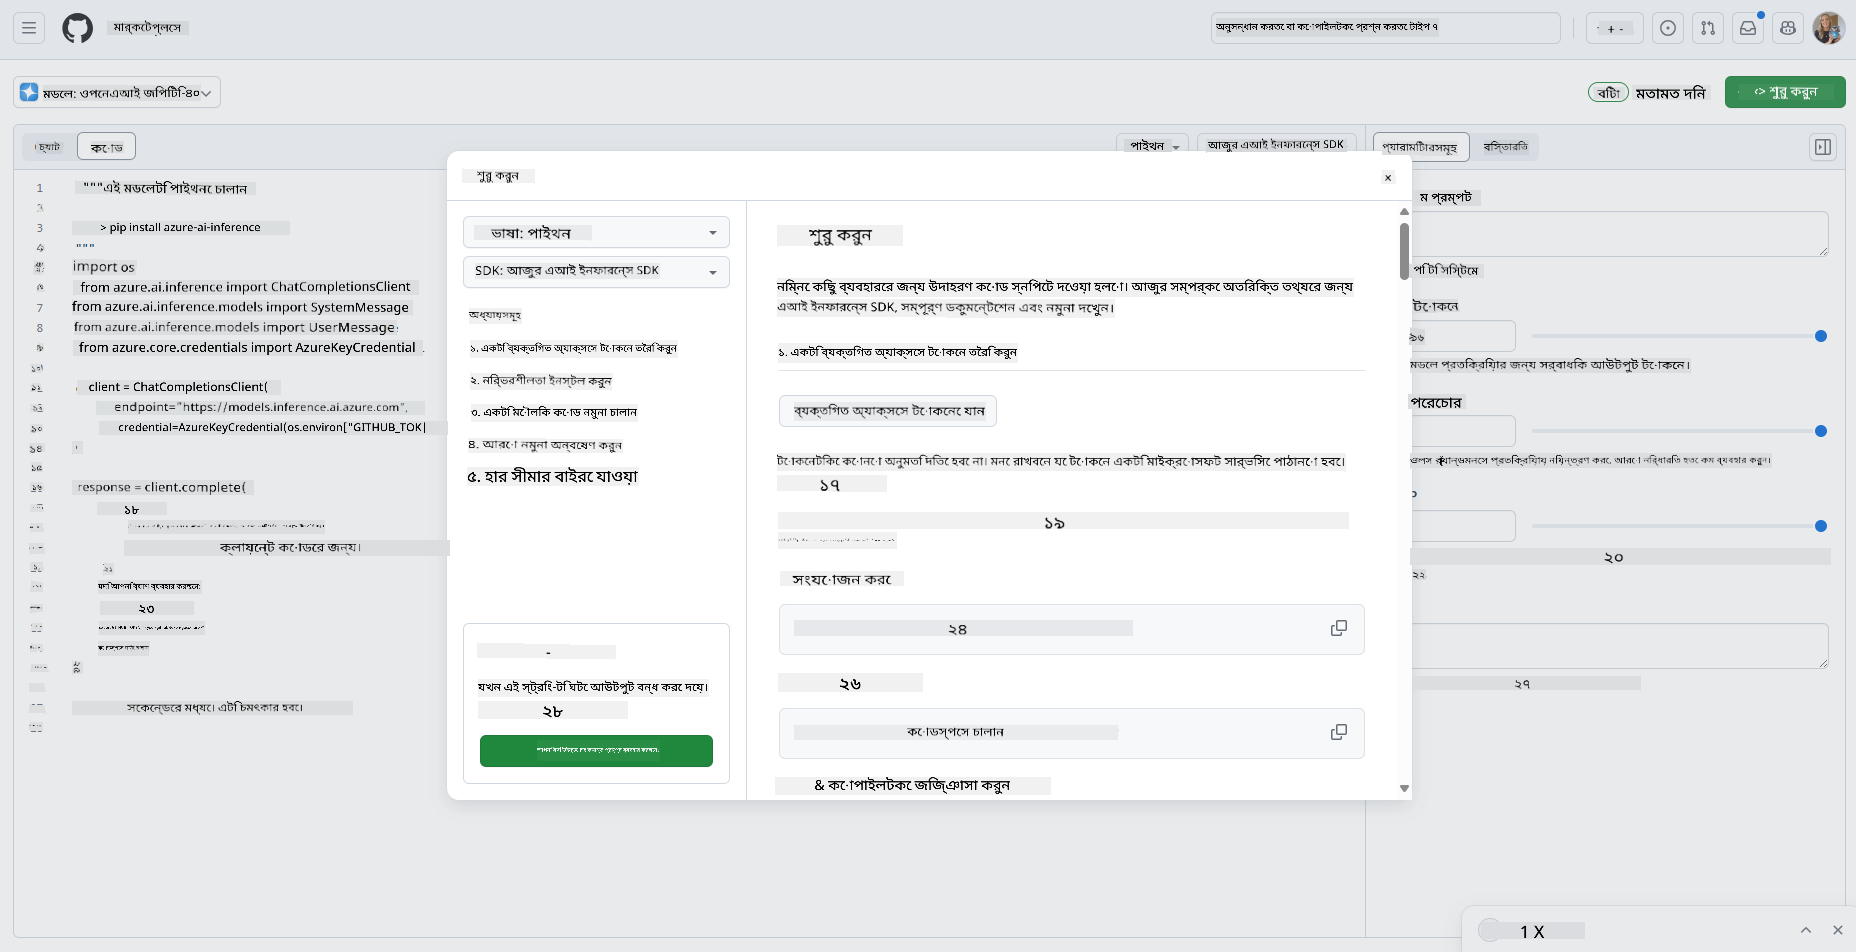 মার্কেটপ্লেসে
অনুসন্ধান করতে বা কোপাইলটকে প্রশ্ন করতে টাইপ ৭
+ -
মডেল: ওপেনএআই জিপিটি-৪০
বিটা
মতামত দিন
<> শুরু করুন
চ্যাট
কোড
পাইথন
আজুর এআই ইনফারেন্স SDK
প্যারামিটারসমূহ
বিস্তারিত
1 """এই মডেলটি পাইথনে চালান
2
3 > pip install azure-ai-inference
৪ """
import os
৬ from azure.ai.inference import ChatCompletionsClient
7 from azure.ai.inference.models import SystemMessage
8 from azure.ai.inference.models import UserMessage
৯ from azure.core.credentials import AzureKeyCredential
client = ChatCompletionsClient(
endpoint="https://models.inference.ai.azure.com",
credential=AzureKeyCredential(os.environ["GITHUB_TOK
১৪
১৫
১৬ response = client.complete(
১৮
ক্লায়েন্ট কোডের জন্য।
২১
২৩
সেকেন্ডের মধ্যে। এটি চমৎকার হবে।
শুরু করুন
×
ভাষা: পাইথন
SDK: আজুর এআই ইনফারেন্স SDK
অধ্যায়সমূহ
১. একটি ব্যক্তিগত অ্যাক্সেস টোকেন তৈরি করুন
২. নির্ভরশীলতা ইনস্টল করুন
৩. একটি মৌলিক কোড নমুনা চালান
৪. আরো নমুনা অন্বেষণ করুন
৫. হার সীমার বাইরে যাওয়া
-
যখন এই স্ট্রিং-টি ঘটে আউটপুট বন্ধ করে দেয়।
২৮
শুরু করুন
নিম্নে কিছু ব্যবহারের জন্য উদাহরণ কোড স্নিপেট দেওয়া হলো। আজুর সম্পর্কে অতিরিক্ত তথ্যের জন্য
এআই ইনফারেন্স SDK, সম্পূর্ণ ডকুমেন্টেশন এবং নমুনা দেখুন।
১. একটি ব্যক্তিগত অ্যাক্সেস টোকেন তৈরি করুন
ব্যক্তিগত অ্যাক্সেস টোকেনে যান
টোকেনটিকে কোনো অনুমতি দিতে হবে না। মনে রাখবেন যে টোকেন একটি মাইক্রোসফট সার্ভিসে পাঠানো হবে।
১৭
১৯
সংযোজন করে
২৪
২৬
কোডস্পেসে চালান
& কোপাইলটকে জিজ্ঞাসা করুন
ম প্রম্পট
পটি সিস্টেম
টোকেন
৯৬
মডেল প্রতিক্রিয়ার জন্য সর্বাধিক আউটপুট টোকেন।
পরেচোর
২০
২২
২৭
1 X